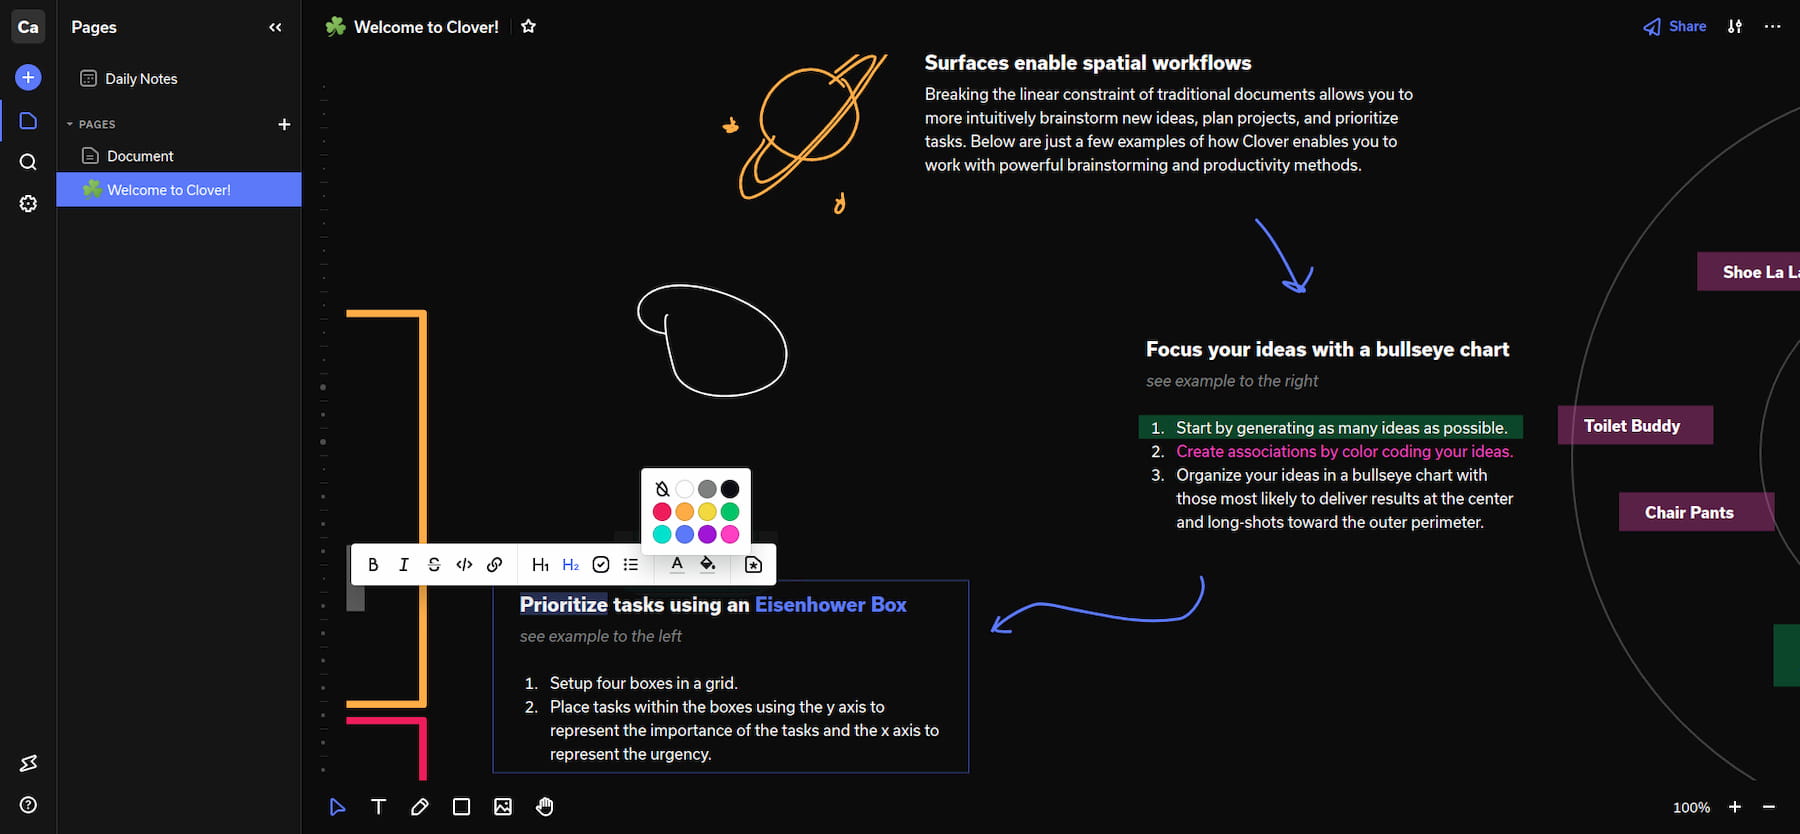 Ca
Pages
Daily Notes
PAGES
Document
Welcome to Clover!
Welcome to Clover!
Share
Surfaces enable spatial workflows
Breaking the linear constraint of traditional documents allows you to
more intuitively brainstorm new ideas, plan projects, and prioritize
tasks. Below are just a few examples of how Clover enables you to
work with powerful brainstorming and productivity methods.
Shoe La
Focus your ideas with a bullseye chart
see example to the right
1. Start by generating as many ideas as possible.
2. Create associations by color coding your ideas.
3. Organize your ideas in a bullseye chart with
those most likely to deliver results at the center
and long-shots toward the outer perimeter.
Toilet Buddy
Chair Pants
B I S </> H1 H2 A
Prioritize tasks using an Eisenhower Box
see example to the left
1. Setup four boxes in a grid.
2. Place tasks within the boxes using the y axis to
represent the importance of the tasks and the x axis to
represent the urgency.
T
100%